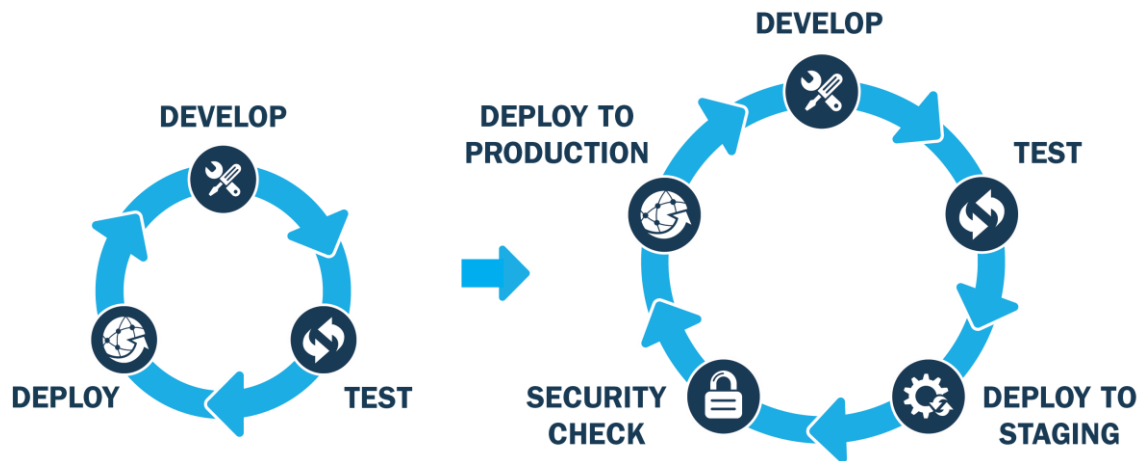 DEVELOP
TEST
DEPLOY
DEVELOP
TEST
DEPLOY TO
STAGING
SECURITY
CHECK
DEPLOY TO
PRODUCTION